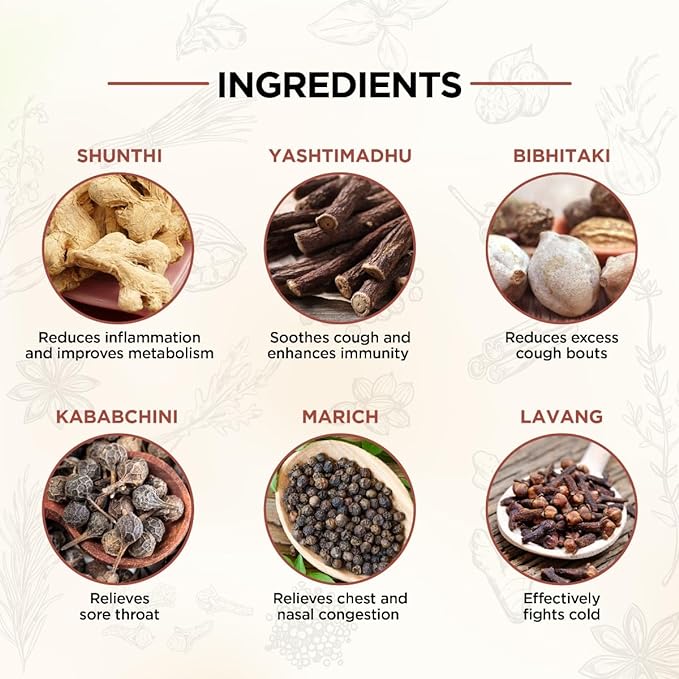 INGREDIENTS
SHUNTHI
Reduces inflammation
and improves metabolism
YASHTIMADHU
Soothes cough and
enhances immunity
BIBHITAKI
Reduces excess
cough bouts
KABABCHINI
Relieves
sore throat
MARICH
Relieves chest and
nasal congestion
LAVANG
Effectively
fights cold